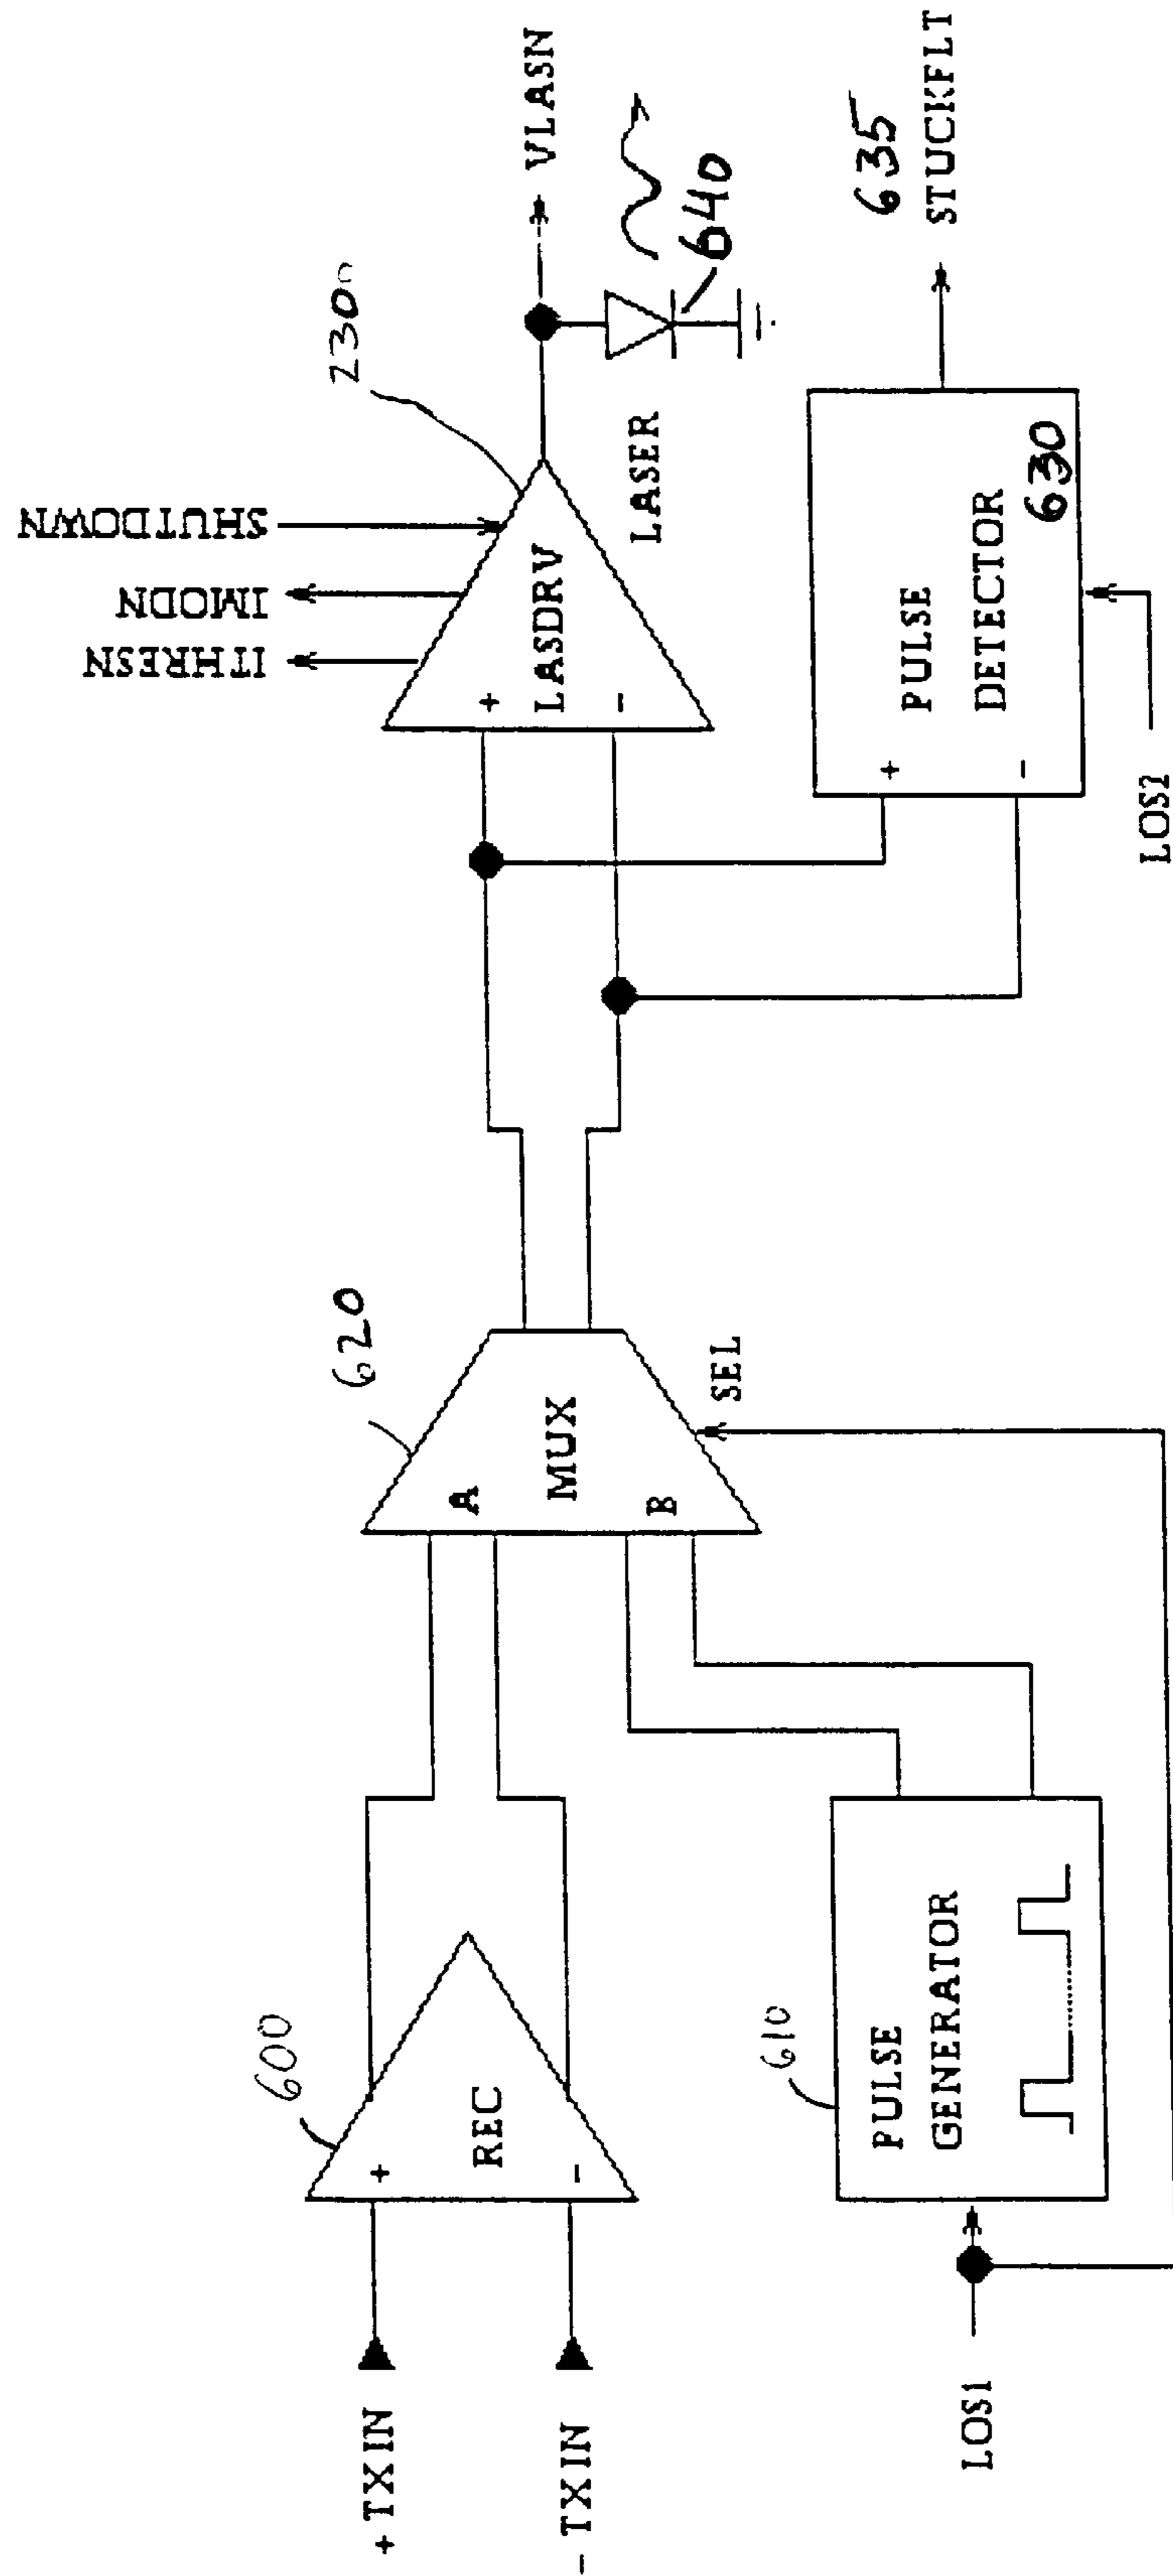 + TX IN
- TX IN
600
+
REC
-
LOS1
610
PULSE
GENERATOR
620
A
MUX
B
SEL
ITHRESN
IMODN
SHUTDOWN
230
+
LASDRV
-
VLASN
LASER
640
+
PULSE
-
DETECTOR
630
LOS2
635
STUCKFLT